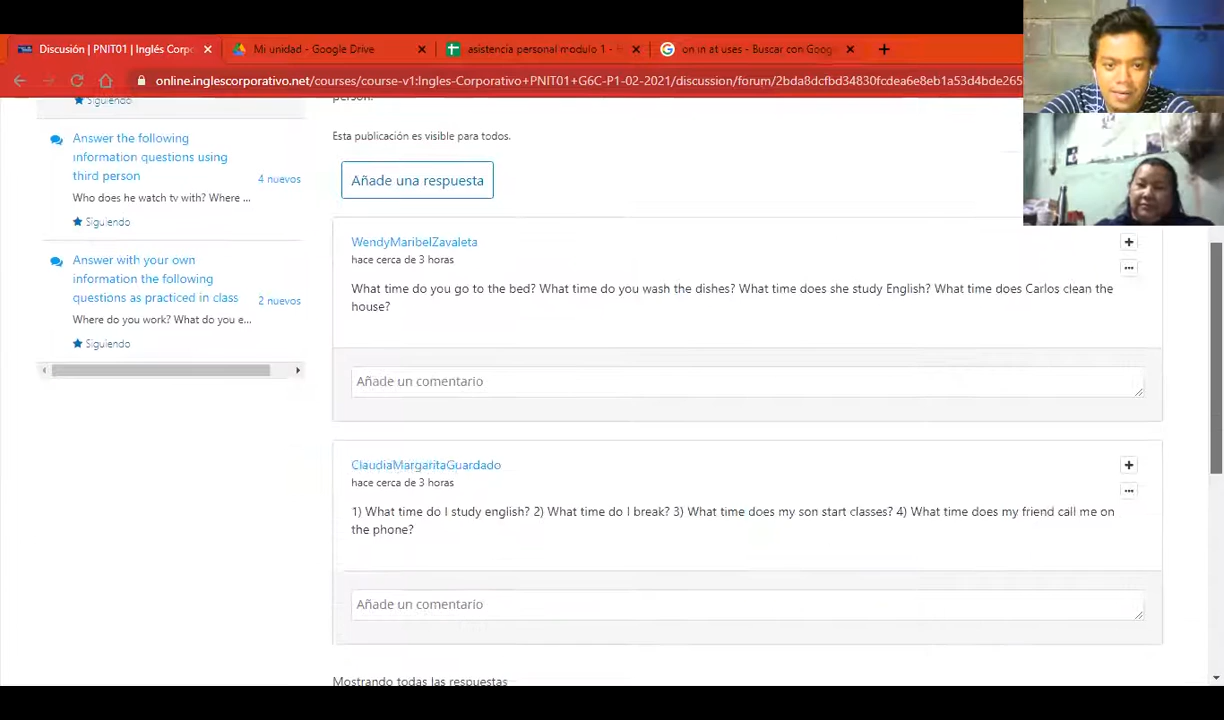 Discusión | PNIT01 | Inglés Corpo
Mi unidad - Google Drive
asistencia personal modulo 1 -
on in at uses - Buscar con Goog
online.inglescorporativo.net/courses/course-v1:Ingles-Corporativo+PNIT01+G6C-P1-02-2021/discussion/forum/2bda8dcfbd34830fcdea6e8eb1a53d4bde265
Siguiendo
Answer the following
information questions using
third person
4 nuevos
Who does he watch tv with? Where ...
Siguiendo
Answer with your own
information the following
questions as practiced in class
2 nuevos
Where do you work? What do you e...
Siguiendo
person.
Esta publicación es visible para todos.
Añade una respuesta
WendyMaribelZavaleta
hace cerca de 3 horas
What time do you go to the bed? What time do you wash the dishes? What time does she study English? What time does Carlos clean the
house?
Añade un comentario
ClaudiaMargaritaGuardado
hace cerca de 3 horas
1) What time do I study english? 2) What time do I break? 3) What time does my son start classes? 4) What time does my friend call me on
the phone?
Añade un comentario
Mostrando todas las respuestas